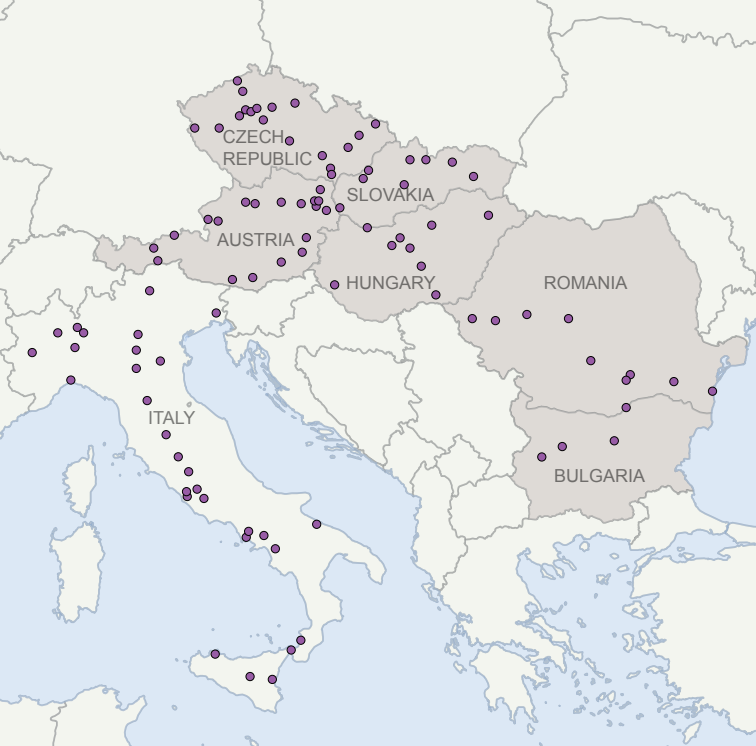 CZECH
REPUBLIC
SLOVAKIA
AUSTRIA
HUNGARY
ROMANIA
ITALY
BULGARIA